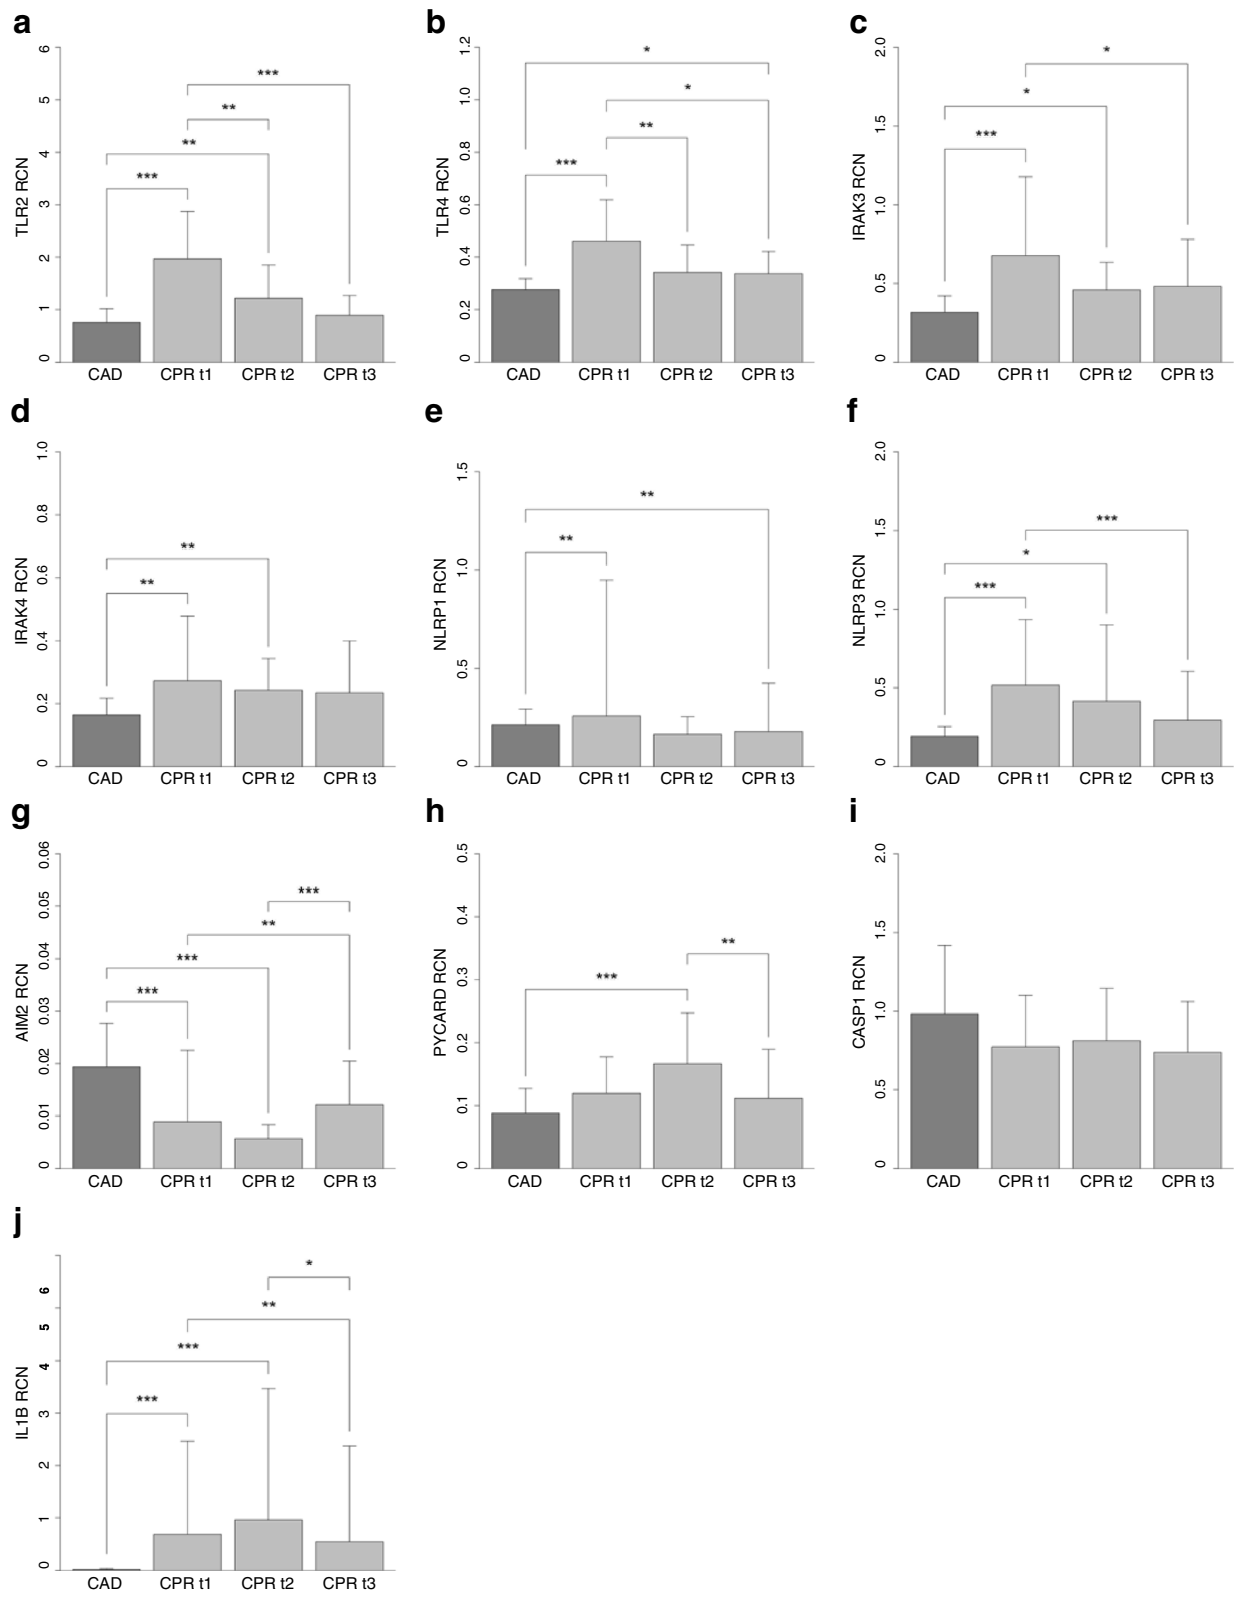 a
TLR2 RCN
6
5
4
3
2
1
0
***
**
**
***
CAD CPR t1 CPR t2 CPR t3
b
TLR4 RCN
1.2
1.0
0.8
0.6
0.4
0.2
0
*
*
**
***
CAD CPR t1 CPR t2 CPR t3
c
IRAK3 RCN
2.0
1.5
1.0
0.5
0
*
*
***
CAD CPR t1 CPR t2 CPR t3
d
IRAK4 RCN
1.0
0.8
0.6
0.4
0.2
0
**
**
CAD CPR t1 CPR t2 CPR t3
e
NLRP1 RCN
1.5
1.0
0.5
0
**
**
CAD CPR t1 CPR t2 CPR t3
f
NLRP3 RCN
2.0
1.5
1.0
0.5
0
***
*
***
CAD CPR t1 CPR t2 CPR t3
g
AIM2 RCN
0.06
0.05
0.04
0.03
0.02
0.01
0
***
**
***
***
CAD CPR t1 CPR t2 CPR t3
h
PYCARD RCN
0.5
0.4
0.3
0.2
0.1
0
**
***
CAD CPR t1 CPR t2 CPR t3
i
CASP1 RCN
2.0
1.5
1.0
0.5
0
CAD CPR t1 CPR t2 CPR t3
j
IL1B RCN
6
5
4
3
2
1
0
*
**
***
***
CAD CPR t1 CPR t2 CPR t3